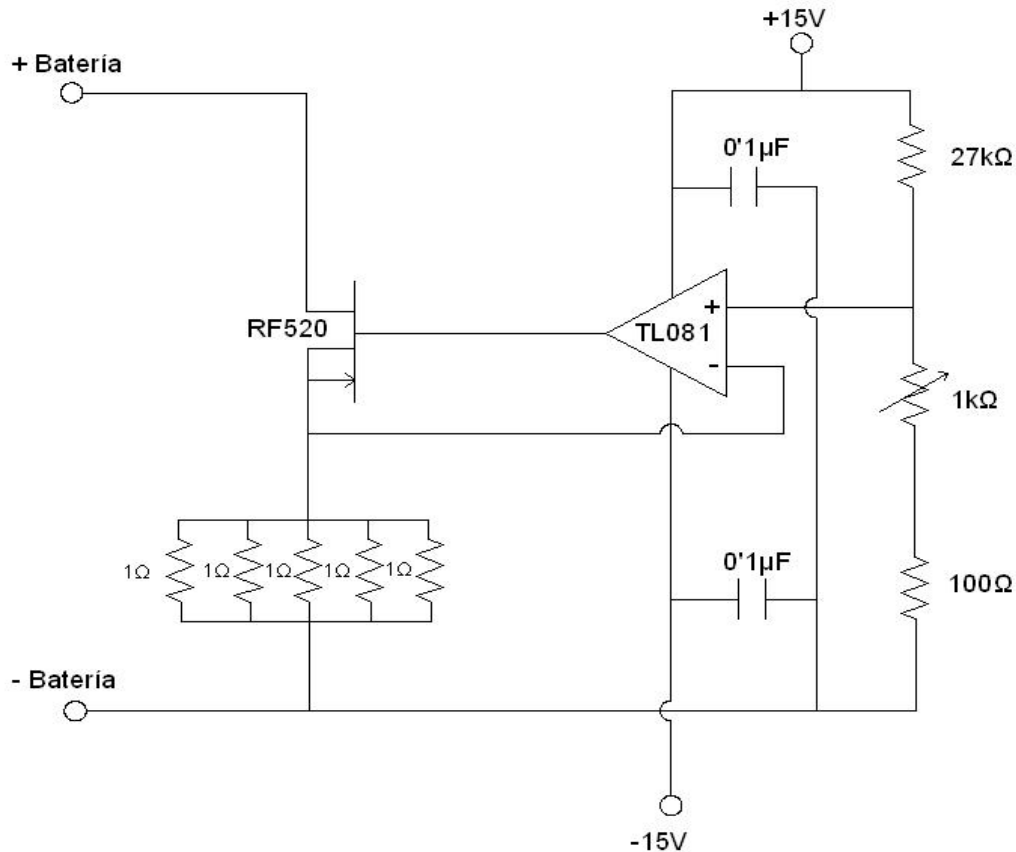 +15V
+ Batería
0'1µF
27kΩ
RF520
+
TL081
-
1kΩ
1Ω 1Ω 1Ω 1Ω 1Ω
0'1µF
100Ω
- Batería
-15V